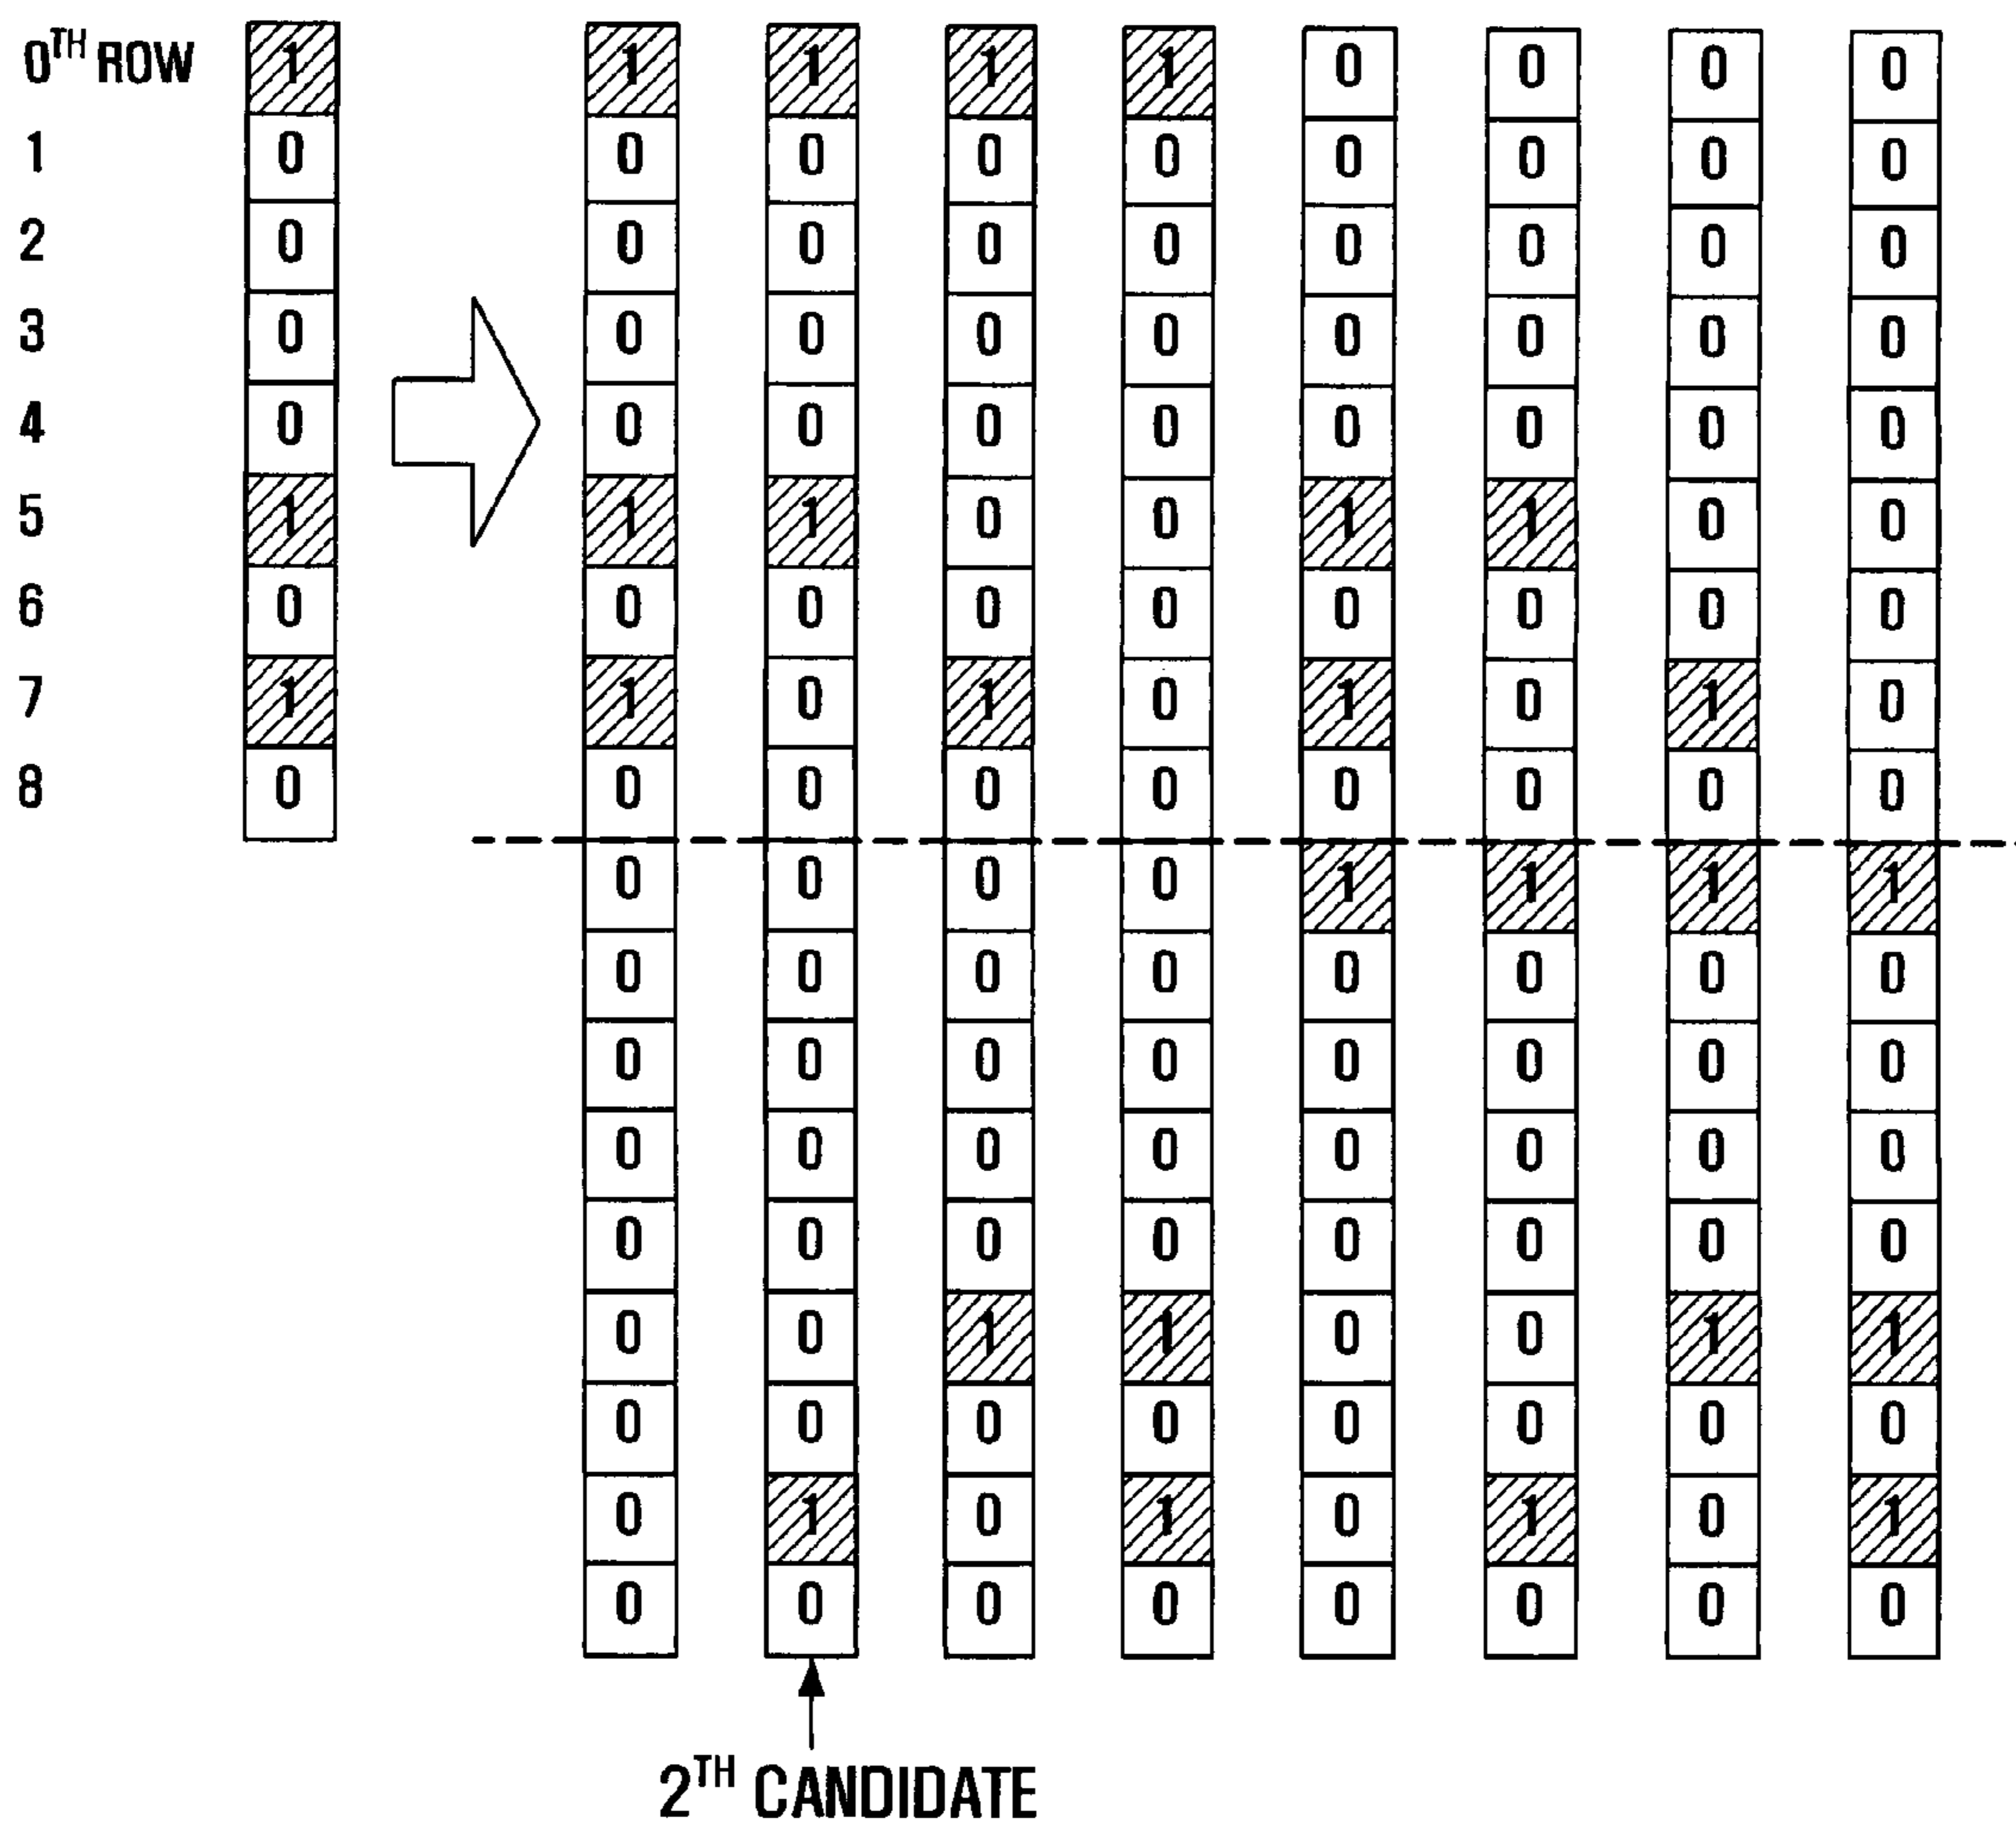 0TH ROW 1 1 1 1 1 0 0 0 0
1 0 0 0 0 0 0 0 0 0
2 0 0 0 0 0 0 0 0 0
3 0 0 0 0 0 0 0 0 0
4 0 0 0 0 0 0 0 0 0
5 1 1 1 0 0 1 1 0 0
6 0 0 0 0 0 0 0 0 0
7 1 1 0 1 0 1 0 1 0
8 0 0 0 0 0 0 0 0 0
0 0 0 0 1 1 1 1
0 0 0 0 0 0 0 0
0 0 0 0 0 0 0 0
0 0 0 0 0 0 0 0
0 0 0 0 0 0 0 0
0 0 1 1 0 0 1 1
0 0 0 0 0 0 0 0
0 1 0 1 0 1 0 1
0 0 0 0 0 0 0 0
2TH CANDIDATE